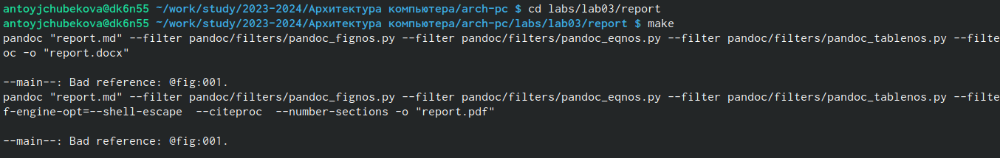 antoyjchubekova@dk6n55 ~/work/study/2023-2024/Архитектура компьютера/arch-pc $ cd labs/lab03/report
antoyjchubekova@dk6n55 ~/work/study/2023-2024/Архитектура компьютера/arch-pc/labs/lab03/report $ make
pandoc "report.md" --filter pandoc/filters/pandoc_fignos.py --filter pandoc/filters/pandoc_eqnos.py --filter pandoc/filters/pandoc_tablenos.py --filte
oc -o "report.docx"
--main--: Bad reference: @fig:001.
pandoc "report.md" --filter pandoc/filters/pandoc_fignos.py --filter pandoc/filters/pandoc_eqnos.py --filter pandoc/filters/pandoc_tablenos.py --filte
f-engine-opt=--shell-escape  --citeproc  --number-sections -o "report.pdf"
--main--: Bad reference: @fig:001.